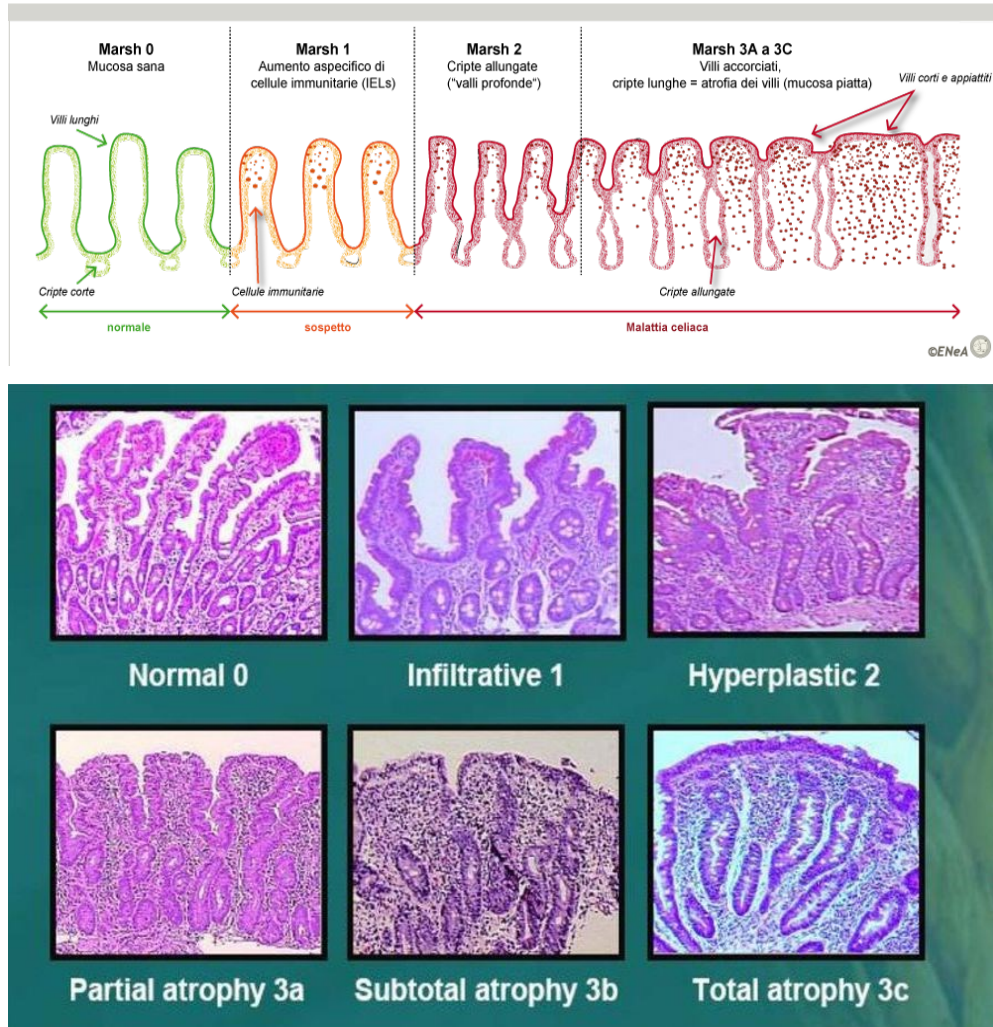 Marsh 0
Mucosa sana
Marsh 1
Aumento aspecifico di
cellule immunitarie (IELs)
Marsh 2
Cripte allungate
("valli profonde")
Marsh 3A a 3C
Villi accorciati,
cripte lunghe = atrofia dei villi (mucosa piatta)
Villi corti e appiattiti
Villi lunghi
Cripte corte
Cellule immunitarie
Cripte allungate
normale
sospetto
Malattia celiaca
©ENeA
Normal 0
Infiltrative 1
Hyperplastic 2
Partial atrophy 3a
Subtotal atrophy 3b
Total atrophy 3c